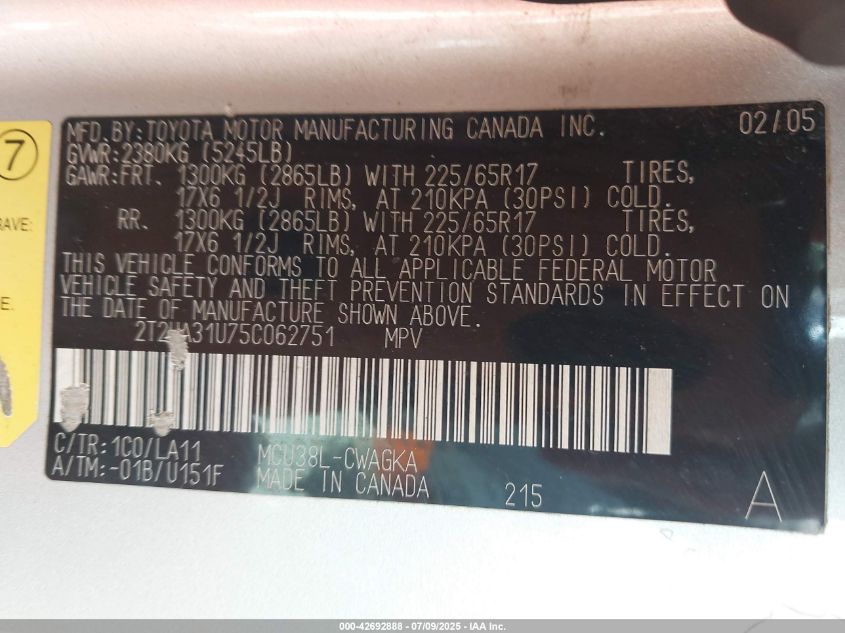 7
RAVE:
E.
MFD.BY:TOYOTA MOTOR MANUFACTURING CANADA INC. 02/05
GVWR:2380KG (5245LB)
GAWR:FRT. 1300KG (2865LB) WITH 225/65R17 TIRES,
17X6 1/2J RIMS, AT 210KPA (30PSI) COLD.
RR. 1300KG (2865LB) WITH 225/65R17 TIRES,
17X6 1/2J RIMS, AT 210KPA (30PSI) COLD.
THIS VEHICLE CONFORMS TO ALL APPLICABLE FEDERAL MOTOR
VEHICLE SAFETY AND THEFT PREVENTION STANDARDS IN EFFECT ON
THE DATE OF MANUFACTURE SHOWN ABOVE.
MPV
C/TR:1C0/LA11 MCU38L-CWAGKA
A/TM:-01B/U151F MADE IN CANADA 215 A
000-42692888 - 07/09/2025 - IAA Inc.